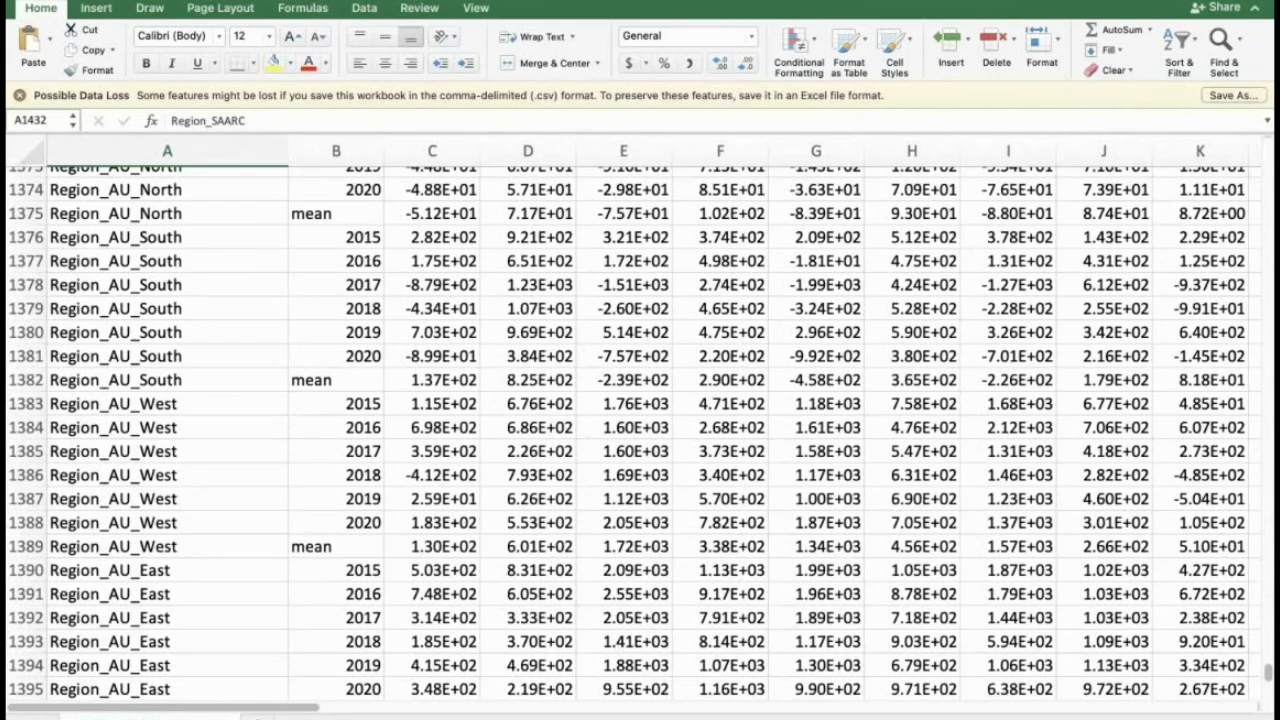 Home Insert Draw Page Layout Formulas Data Review View Share
Cut Calibri (Body) 12 A A Wrap Text General AutoSum
Copy Fill
Paste Format B I U A Merge & Center $ % Conditional Formatting Format as Table Cell Styles Insert Delete Format Clear Sort & Filter Find & Select
Possible Data Loss Some features might be lost if you save this workbook in the comma-delimited (.csv) format. To preserve these features, save it in an Excel file format. Save As...
A1432 fx Region_SAARC
A B C D E F G H I J K
1374 Region_AU_North 2020 -4.88E+01 5.71E+01 -2.98E+01 8.51E+01 -3.63E+01 7.09E+01 -7.65E+01 7.39E+01 1.11E+01
1375 Region_AU_North mean -5.12E+01 7.17E+01 -7.57E+01 1.02E+02 -8.39E+01 9.30E+01 -8.80E+01 8.74E+01 8.72E+00
1376 Region_AU_South 2015 2.82E+02 9.21E+02 3.21E+02 3.74E+02 2.09E+02 5.12E+02 3.78E+02 1.43E+02 2.29E+02
1377 Region_AU_South 2016 1.75E+02 6.51E+02 1.72E+02 4.98E+02 -1.81E+01 4.75E+02 1.31E+02 4.31E+02 1.25E+02
1378 Region_AU_South 2017 -8.79E+02 1.23E+03 -1.51E+03 2.74E+02 -1.99E+03 4.24E+02 -1.27E+03 6.12E+02 -9.37E+02
1379 Region_AU_South 2018 -4.34E+01 1.07E+03 -2.60E+02 4.65E+02 -3.24E+02 5.28E+02 -2.28E+02 2.55E+02 -9.91E+01
1380 Region_AU_South 2019 7.03E+02 9.69E+02 5.14E+02 4.75E+02 2.96E+02 5.90E+02 3.26E+02 3.42E+02 6.40E+02
1381 Region_AU_South 2020 -8.99E+01 3.84E+02 -7.57E+02 2.20E+02 -9.92E+02 3.80E+02 -7.01E+02 2.16E+02 -1.45E+02
1382 Region_AU_South mean 1.37E+02 8.25E+02 -2.39E+02 2.90E+02 -4.58E+02 3.65E+02 -2.26E+02 1.79E+02 8.18E+01
1383 Region_AU_West 2015 1.15E+02 6.76E+02 1.76E+03 4.71E+02 1.18E+03 7.58E+02 1.68E+03 6.77E+02 4.85E+01
1384 Region_AU_West 2016 6.98E+02 6.86E+02 1.60E+03 2.68E+02 1.61E+03 4.76E+02 2.12E+03 7.06E+02 6.07E+02
1385 Region_AU_West 2017 3.59E+02 2.26E+02 1.60E+03 3.73E+02 1.58E+03 5.47E+02 1.31E+03 4.18E+02 2.73E+02
1386 Region_AU_West 2018 -4.12E+02 7.93E+02 1.69E+03 3.40E+02 1.17E+03 6.31E+02 1.46E+03 2.82E+02 -4.85E+02
1387 Region_AU_West 2019 2.59E+01 6.26E+02 1.12E+03 5.70E+02 1.00E+03 6.90E+02 1.23E+03 4.60E+02 -5.04E+01
1388 Region_AU_West 2020 1.83E+02 5.53E+02 2.05E+03 7.82E+02 1.87E+03 7.05E+02 1.37E+03 3.01E+02 1.05E+02
1389 Region_AU_West mean 1.30E+02 6.01E+02 1.72E+03 3.38E+02 1.34E+03 4.56E+02 1.57E+03 2.66E+02 5.10E+01
1390 Region_AU_East 2015 5.03E+02 8.31E+02 2.09E+03 1.13E+03 1.99E+03 1.05E+03 1.87E+03 1.02E+03 4.27E+02
1391 Region_AU_East 2016 7.48E+02 6.05E+02 2.55E+03 9.17E+02 1.96E+03 8.78E+02 1.79E+03 1.03E+03 6.72E+02
1392 Region_AU_East 2017 3.14E+02 3.33E+02 2.05E+03 7.91E+02 1.89E+03 7.18E+02 1.44E+03 1.03E+03 2.38E+02
1393 Region_AU_East 2018 1.85E+02 3.70E+02 1.41E+03 8.14E+02 1.17E+03 9.03E+02 5.94E+02 1.09E+03 9.20E+01
1394 Region_AU_East 2019 4.15E+02 4.69E+02 1.88E+03 1.07E+03 1.30E+03 6.79E+02 1.06E+03 1.13E+03 3.34E+02
1395 Region_AU_East 2020 3.48E+02 2.19E+02 9.55E+02 1.16E+03 9.90E+02 9.71E+02 6.38E+02 9.72E+02 2.67E+02